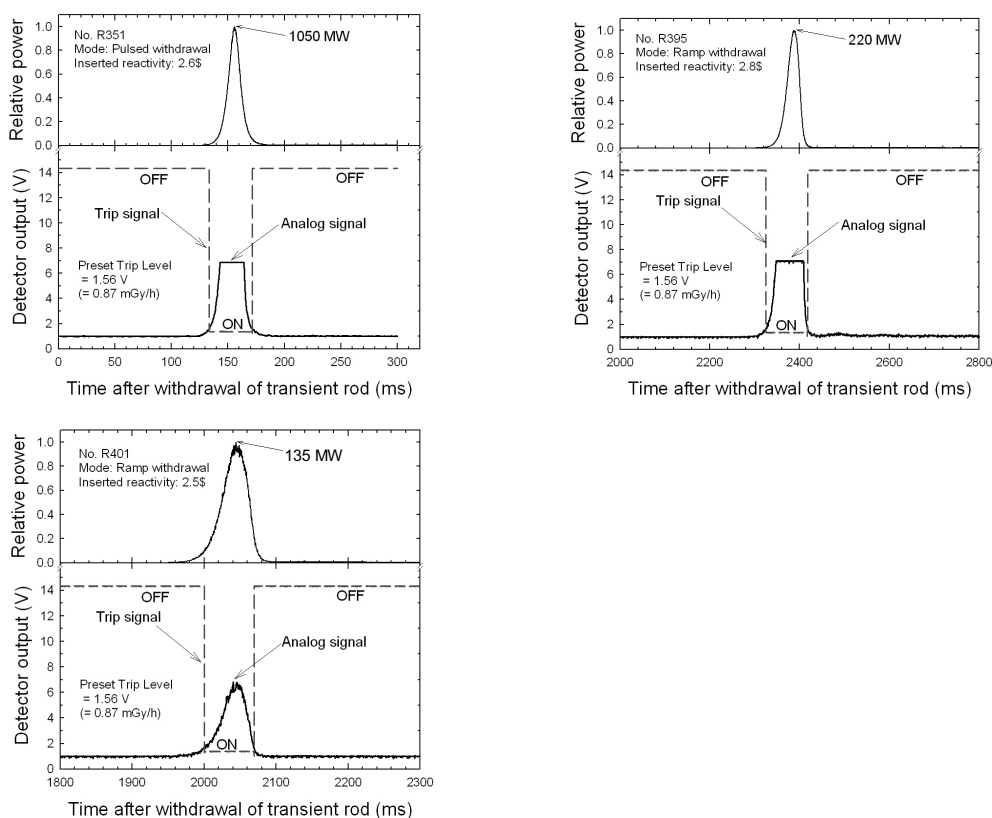 No. R351
Mode: Pulsed withdrawal
Inserted reactivity: 2.6$
1050 MW
Relative power
1.0
0.8
0.6
0.4
0.2
0.0
14
12
10
8
6
4
2
0
Detector output (V)
OFF
OFF
Trip signal
Analog signal
Preset Trip Level
= 1.56 V
(= 0.87 mGy/h)
ON
0 50 100 150 200 250 300
Time after withdrawal of transient rod (ms)
No. R395
Mode: Ramp withdrawal
Inserted reactivity: 2.8$
220 MW
Relative power
1.0
0.8
0.6
0.4
0.2
0.0
14
12
10
8
6
4
2
0
Detector output (V)
OFF
OFF
Trip signal
Analog signal
Preset Trip Level
= 1.56 V
(= 0.87 mGy/h)
ON
2000 2200 2400 2600 2800
Time after withdrawal of transient rod (ms)
No. R401
Mode: Ramp withdrawal
Inserted reactivity: 2.5$
135 MW
Relative power
1.0
0.8
0.6
0.4
0.2
0.0
14
12
10
8
6
4
2
0
Detector output (V)
OFF
OFF
Trip signal
Analog signal
Preset Trip Level
= 1.56 V
(= 0.87 mGy/h)
ON
1800 1900 2000 2100 2200 2300
Time after withdrawal of transient rod (ms)